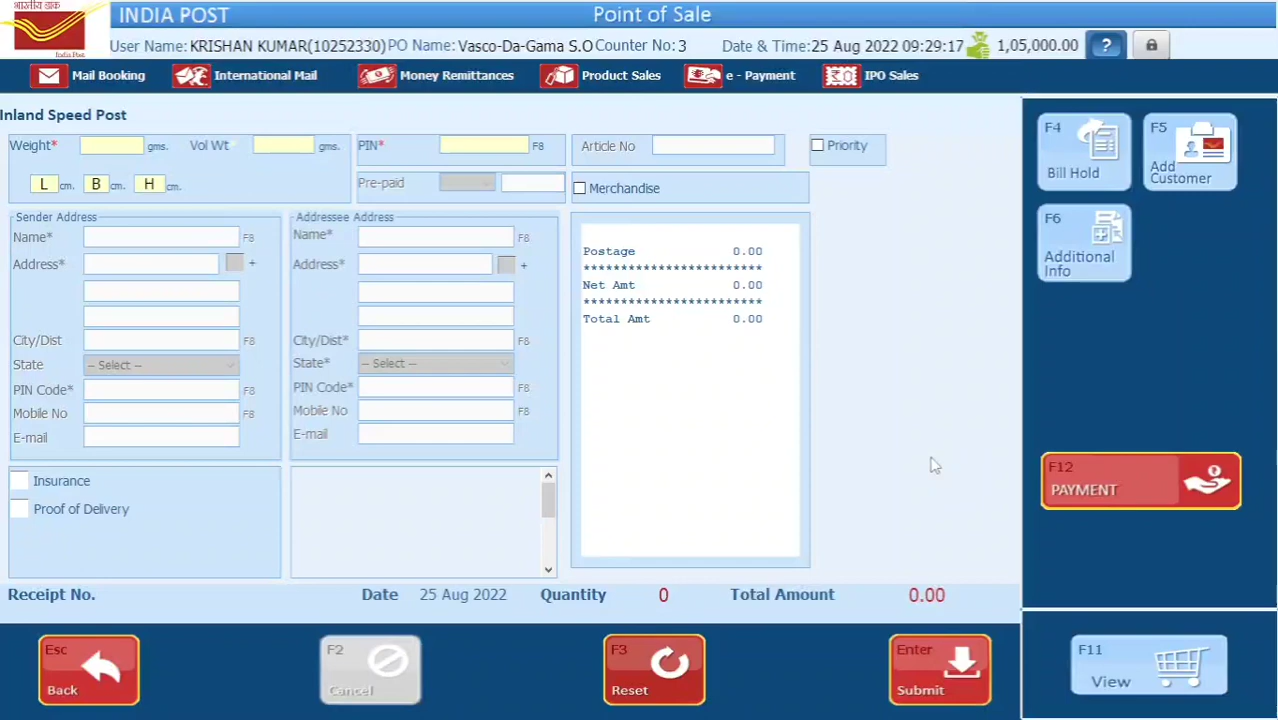 भारतीय डाक
India Post
INDIA POST Point of Sale
User Name: KRISHAN KUMAR(10252330) PO Name: Vasco-Da-Gama S.O Counter No: 3 Date & Time: 25 Aug 2022 09:29:17 1,05,000.00 ?
Mail Booking International Mail Money Remittances Product Sales e - Payment IPO Sales
Inland Speed Post
Weight* gms. Vol Wt gms. PIN* F8 Article No Priority
L cm. B cm. H cm. Pre-paid Merchandise
Sender Address
Name* F8
Address* +
City/Dist F8
State -- Select --
PIN Code* F8
Mobile No F8
E-mail
Addressee Address
Name* F8
Address* +
City/Dist* F8
State* -- Select --
PIN Code* F8
Mobile No F8
E-mail
Postage 0.00
************************
Net Amt 0.00
************************
Total Amt 0.00
Insurance
Proof of Delivery
F4
Bill Hold
F5
Add
Customer
F6
Additional
Info
F12
PAYMENT
Receipt No. Date 25 Aug 2022 Quantity 0 Total Amount 0.00
Esc
Back
F2
Cancel
F3
Reset
Enter
Submit
F11
View